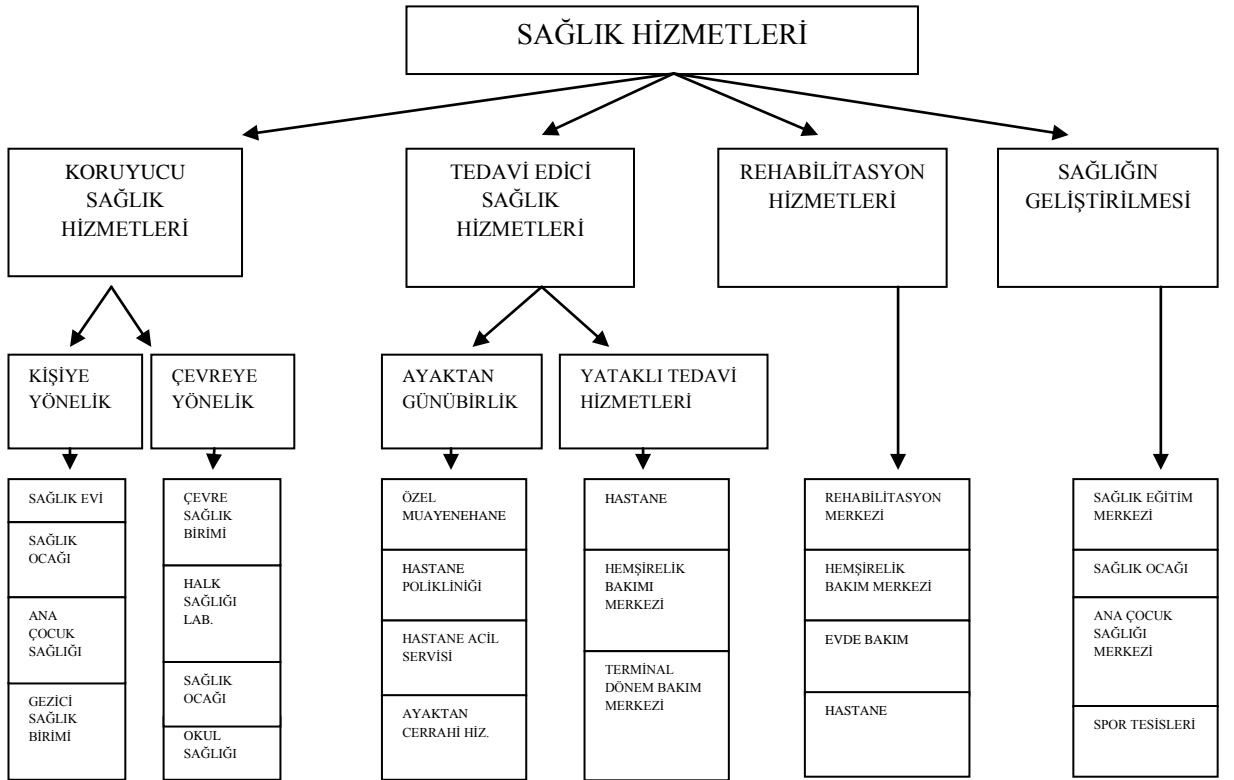 SAĞLIK HİZMETLERİ
KORUYUCU
SAĞLIK
HİZMETLERİ
TEDAVİ EDİCİ
SAĞLIK
HİZMETLERİ
REHABİLİTASYON
HİZMETLERİ
SAĞLIĞIN
GELİŞTİRİLMESİ
KİŞİYE
YÖNELİK
ÇEVREYE
YÖNELİK
AYAKTAN
GÜNÜBİRLİK
YATAKLI TEDAVİ
HİZMETLERİ
SAĞLIK EVİ
SAĞLIK
OCAĞI
ANA
ÇOCUK
SAĞLIĞI
GEZİCİ
SAĞLIK
BİRİMİ
ÇEVRE
SAĞLIK
BİRİMİ
HALK
SAĞLIĞI
LAB.
SAĞLIK
OCAĞI
OKUL
SAĞLIĞI
ÖZEL
MUAYENEHANE
HASTANE
POLİKLİNİĞİ
HASTANE ACİL
SERVİSİ
AYAKTAN
CERRAHİ HİZ.
HASTANE
HEMŞİRELİK
BAKIMI
MERKEZİ
TERMİNAL
DÖNEM BAKIM
MERKEZİ
REHABİLİTASYON
MERKEZİ
HEMŞİRELİK
BAKIM MERKEZİ
EVDE BAKIM
HASTANE
SAĞLIK EĞİTİM
MERKEZİ
SAĞLIK OCAĞI
ANA ÇOCUK
SAĞLIĞI
MERKEZİ
SPOR TESİSLERİ